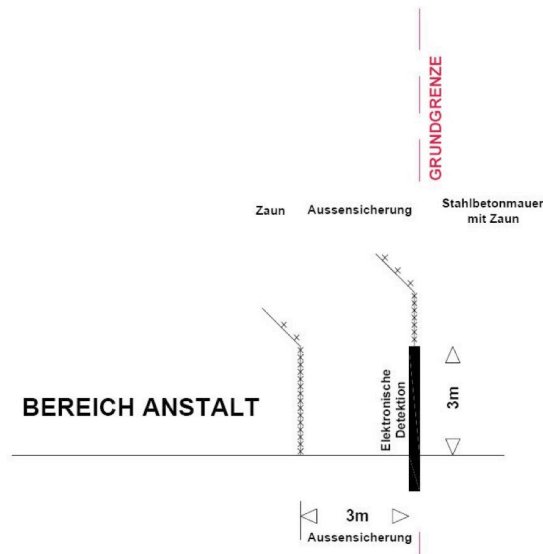 GRUNDGRENZE
Zaun
Aussensicherung
Stahlbetonmauer
mit Zaun
BEREICH ANSTALT
Elektronische
Detektion
3m
3m
Aussensicherung